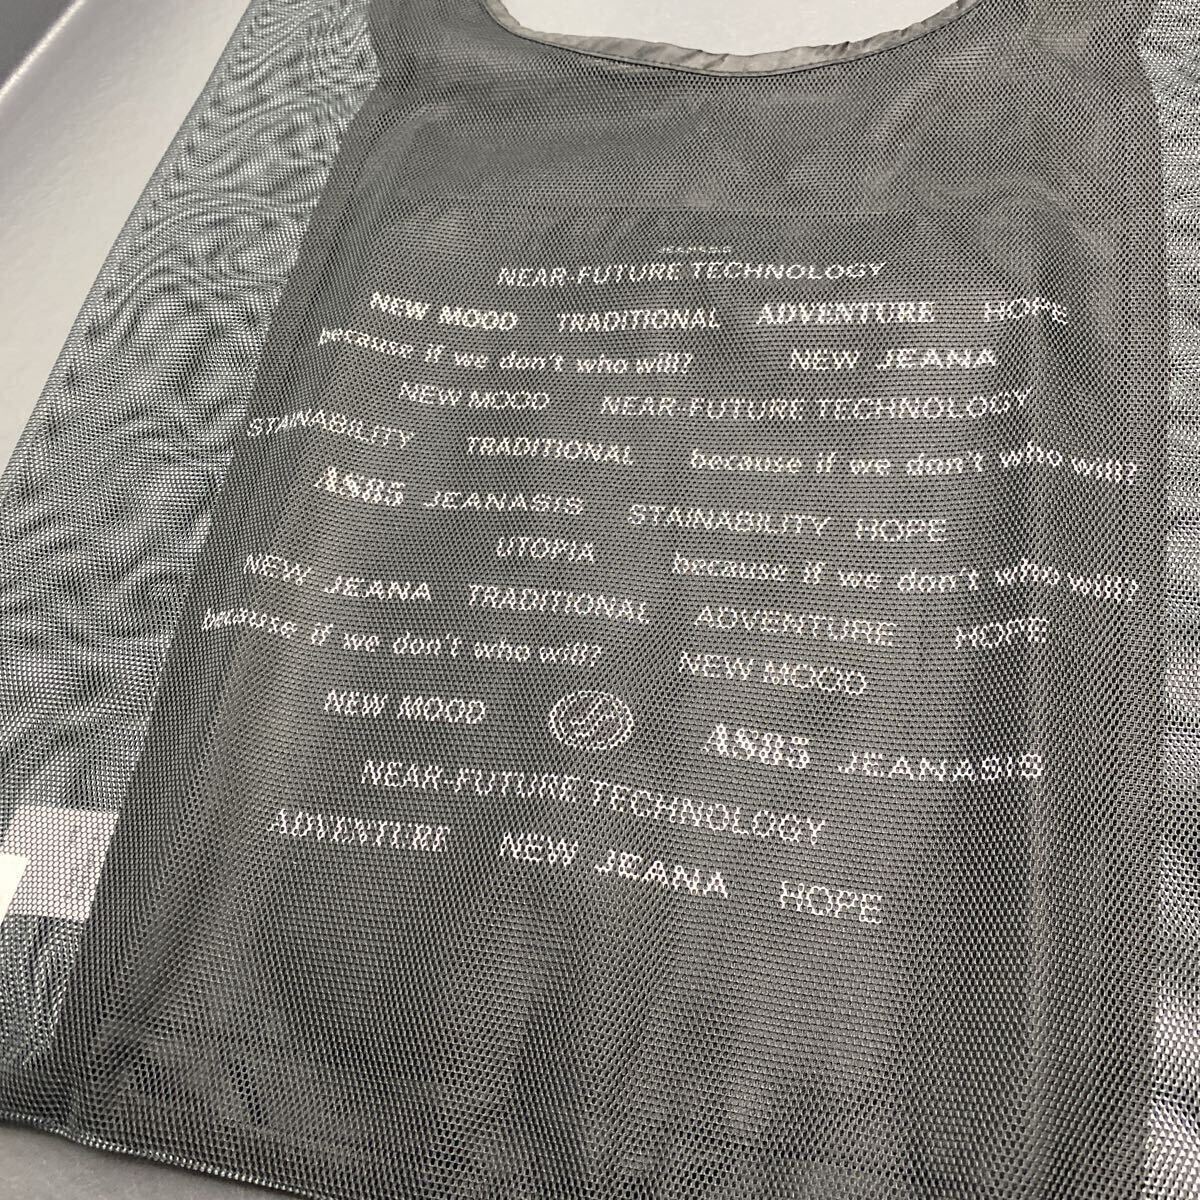 JEANASIS
NEAR-FUTURE TECHNOLOGY
NEW MOOD TRADITIONAL ADVENTURE HOPE
because if we don't who will? NEW JEANA
NEW MOOD NEAR-FUTURE TECHNOLOGY
STAINABILITY TRADITIONAL because if we don't who will?
AS85 JEANASIS STAINABILITY HOPE
UTOPIA because if we don't who will?
NEW JEANA TRADITIONAL ADVENTURE HOPE
because if we don't who will? NEW MOOD
NEW MOOD AS85 JEANASIS
NEAR-FUTURE TECHNOLOGY
ADVENTURE NEW JEANA HOPE